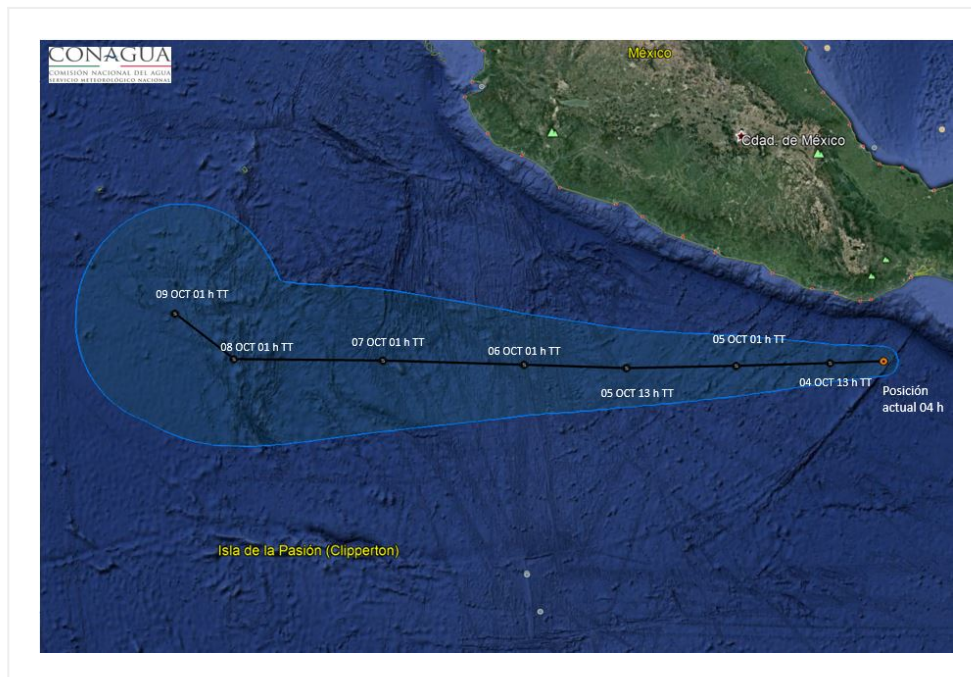 CONAGUA
COMISIÓN NACIONAL DEL AGUA
SERVICIO METEOROLÓGICO NACIONAL
México
Cdad. de México
09 OCT 01 h TT
08 OCT 01 h TT
07 OCT 01 h TT
06 OCT 01 h TT
05 OCT 13 h TT
05 OCT 01 h TT
04 OCT 13 h TT
Posición
actual 04 h
Isla de la Pasión (Clipperton)